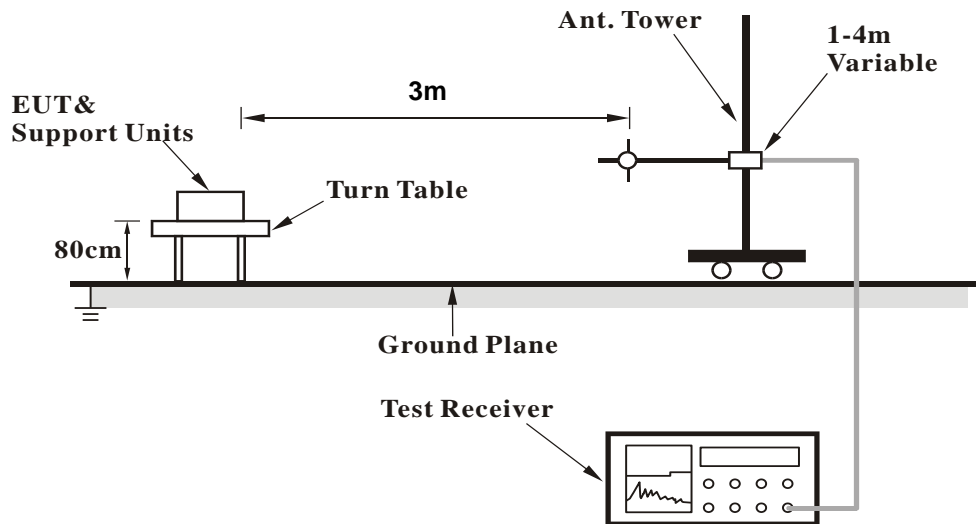 Ant. Tower
1-4m
Variable
3m
EUT&
Support Units
Turn Table
80cm
Ground Plane
Test Receiver